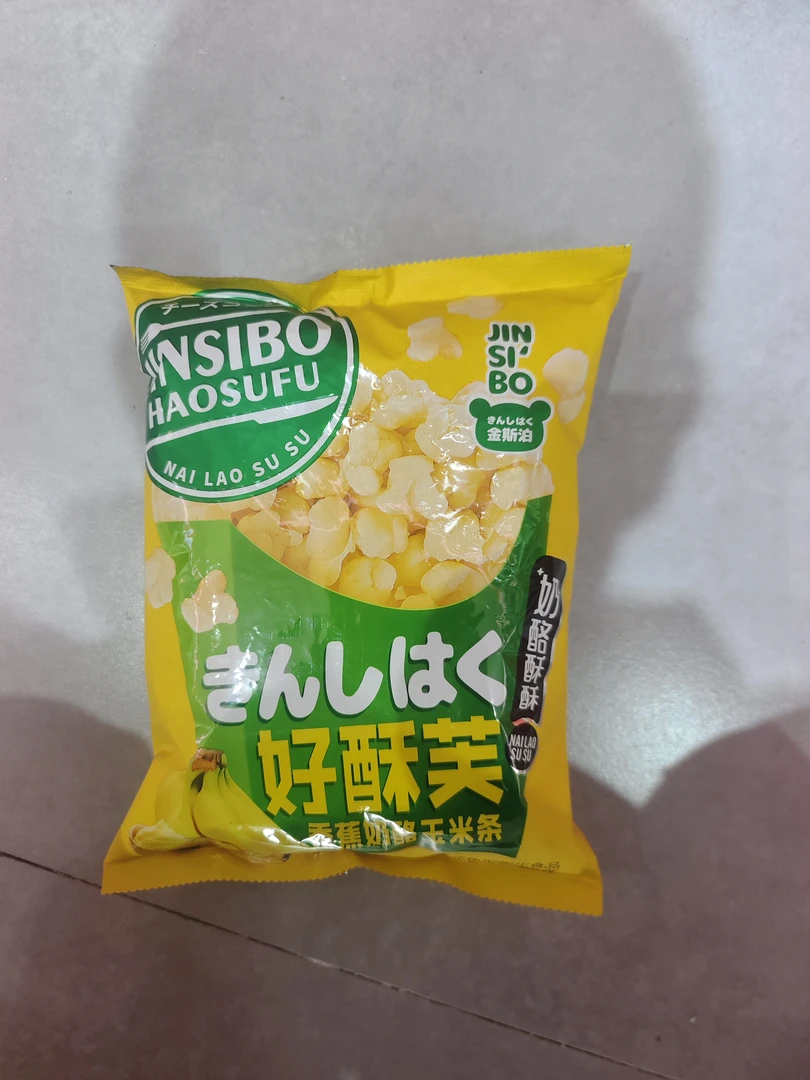 チーズコ
JINSIBO
HAOSUFU
NAI LAO SU SU
JIN
SI'
BO
きんしはく
金斯泊
奶酪酥酥
NAI LAO
SU SU
きんしはく
好酥芙
香蕉奶酪玉米条